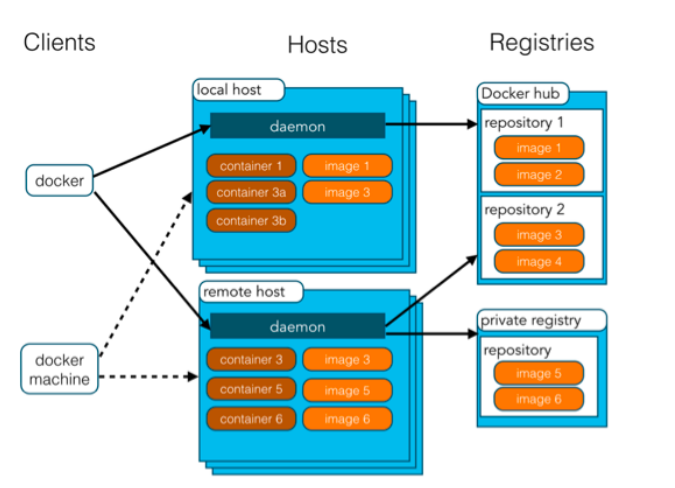 Clients
Hosts
Registries
local host
daemon
container 1
image 1
container 3a
image 3
container 3b
docker
docker
machine
remote host
daemon
container 3
image 3
container 5
image 5
container 6
image 6
Docker hub
repository 1
image 1
image 2
repository 2
image 3
image 4
private registry
repository
image 5
image 6